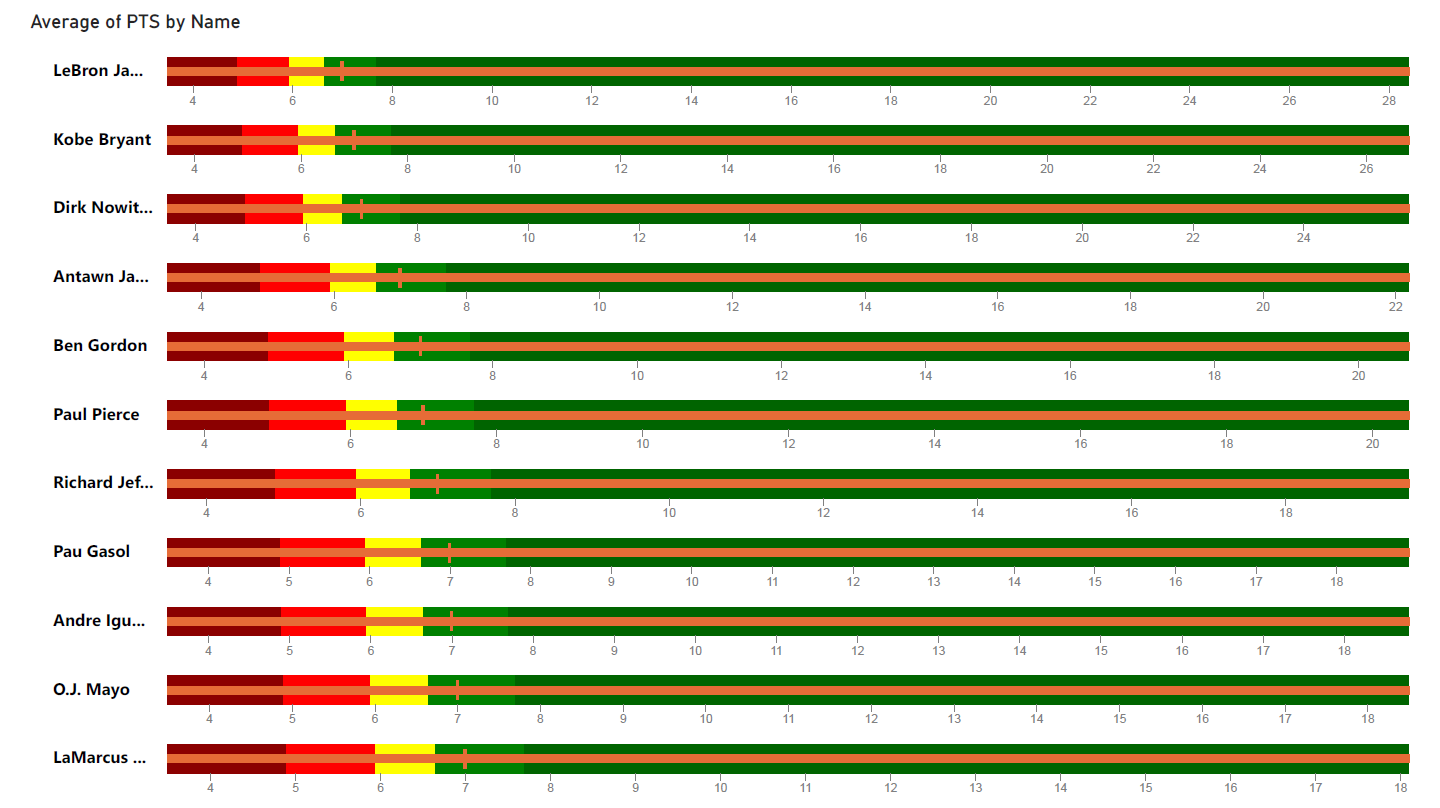 Average of PTS by Name
LeBron Ja...
4 6 8 10 12 14 16 18 20 22 24 26 28
Kobe Bryant
4 6 8 10 12 14 16 18 20 22 24 26
Dirk Nowit...
4 6 8 10 12 14 16 18 20 22 24
Antawn Ja...
4 6 8 10 12 14 16 18 20 22
Ben Gordon
4 6 8 10 12 14 16 18 20
Paul Pierce
4 6 8 10 12 14 16 18 20
Richard Jef...
4 6 8 10 12 14 16 18
Pau Gasol
4 5 6 7 8 9 10 11 12 13 14 15 16 17 18
Andre Igu...
4 5 6 7 8 9 10 11 12 13 14 15 16 17 18
O.J. Mayo
4 5 6 7 8 9 10 11 12 13 14 15 16 17 18
LaMarcus ...
4 5 6 7 8 9 10 11 12 13 14 15 16 17 18